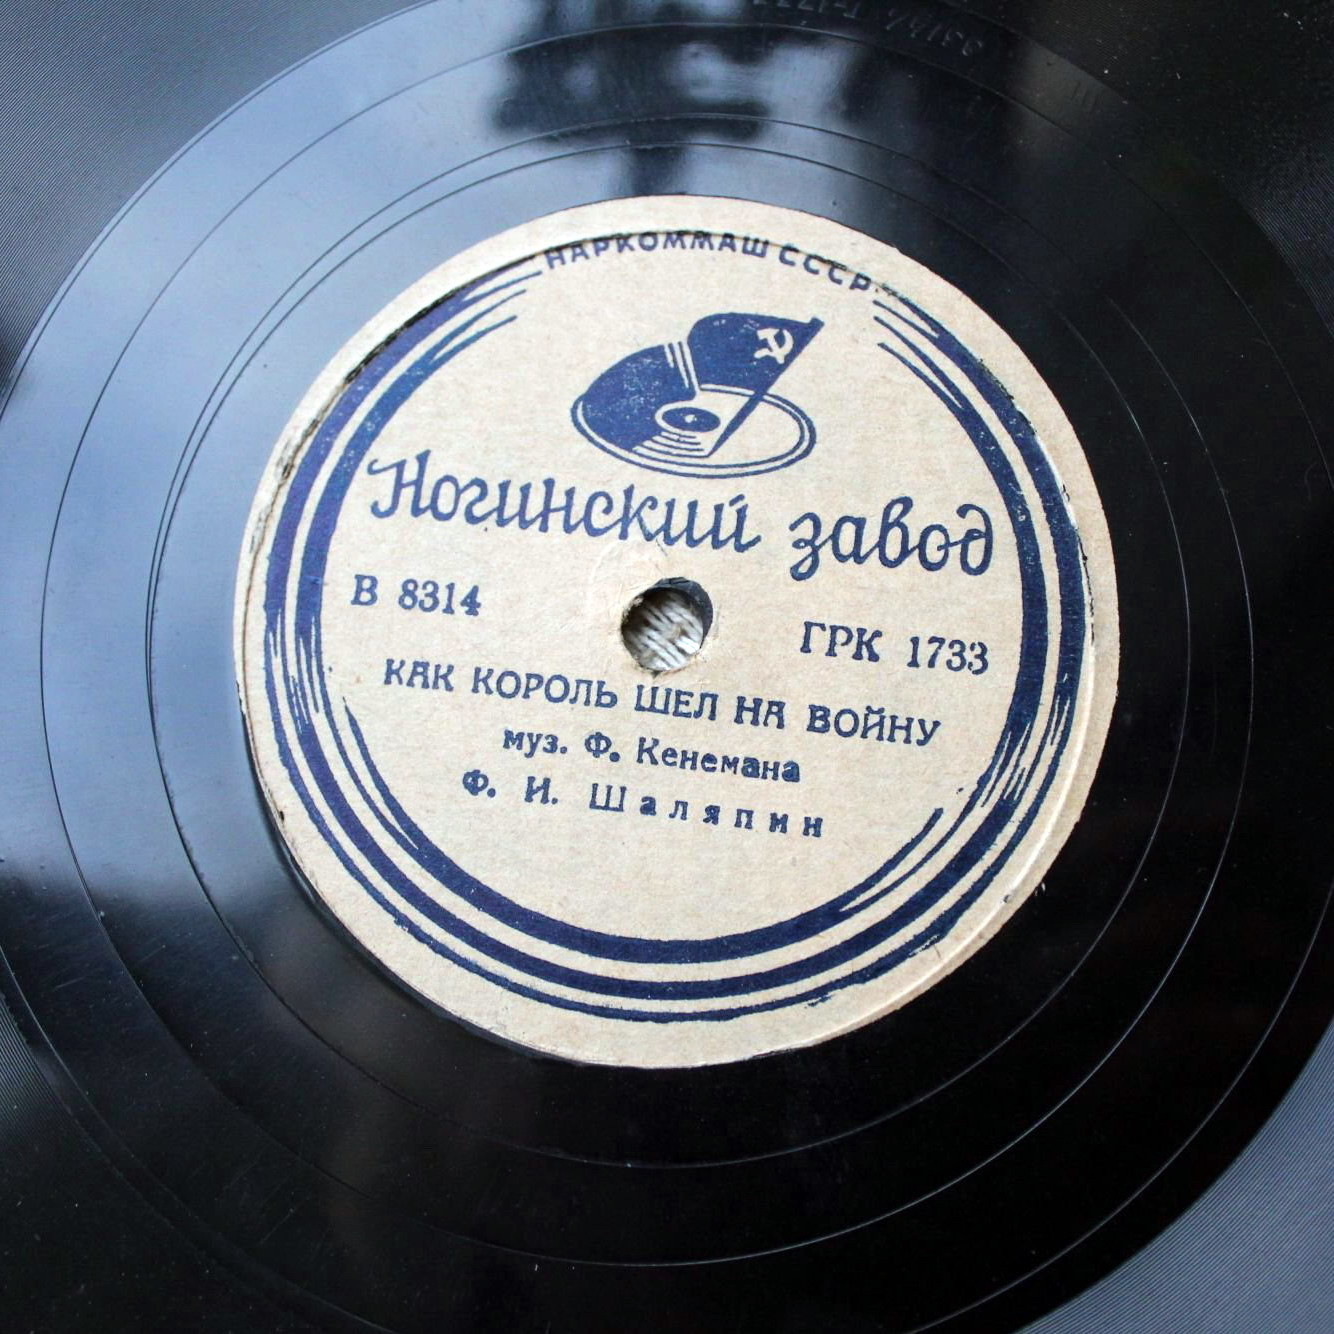 НАРКОММАШ СССР
Ногинский завод
В 8314
ГРК 1733
КАК КОРОЛЬ ШЕЛ НА ВОЙНУ
муз. Ф. Кенемана
Ф. И. Шаляпин